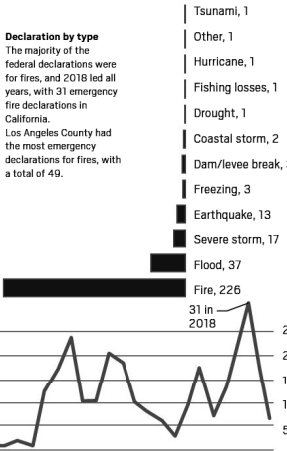 Declaration by type
The majority of the
federal declarations were
for fires, and 2018 led all
years, with 31 emergency
fire declarations in
California.
Los Angeles County had
the most emergency
declarations for fires, with
a total of 49.
Tsunami, 1
Other, 1
Hurricane, 1
Fishing losses, 1
Drought, 1
Coastal storm, 2
Dam/levee break,
Freezing, 3
Earthquake, 13
Severe storm, 17
Flood, 37
Fire, 226
31 in
2018